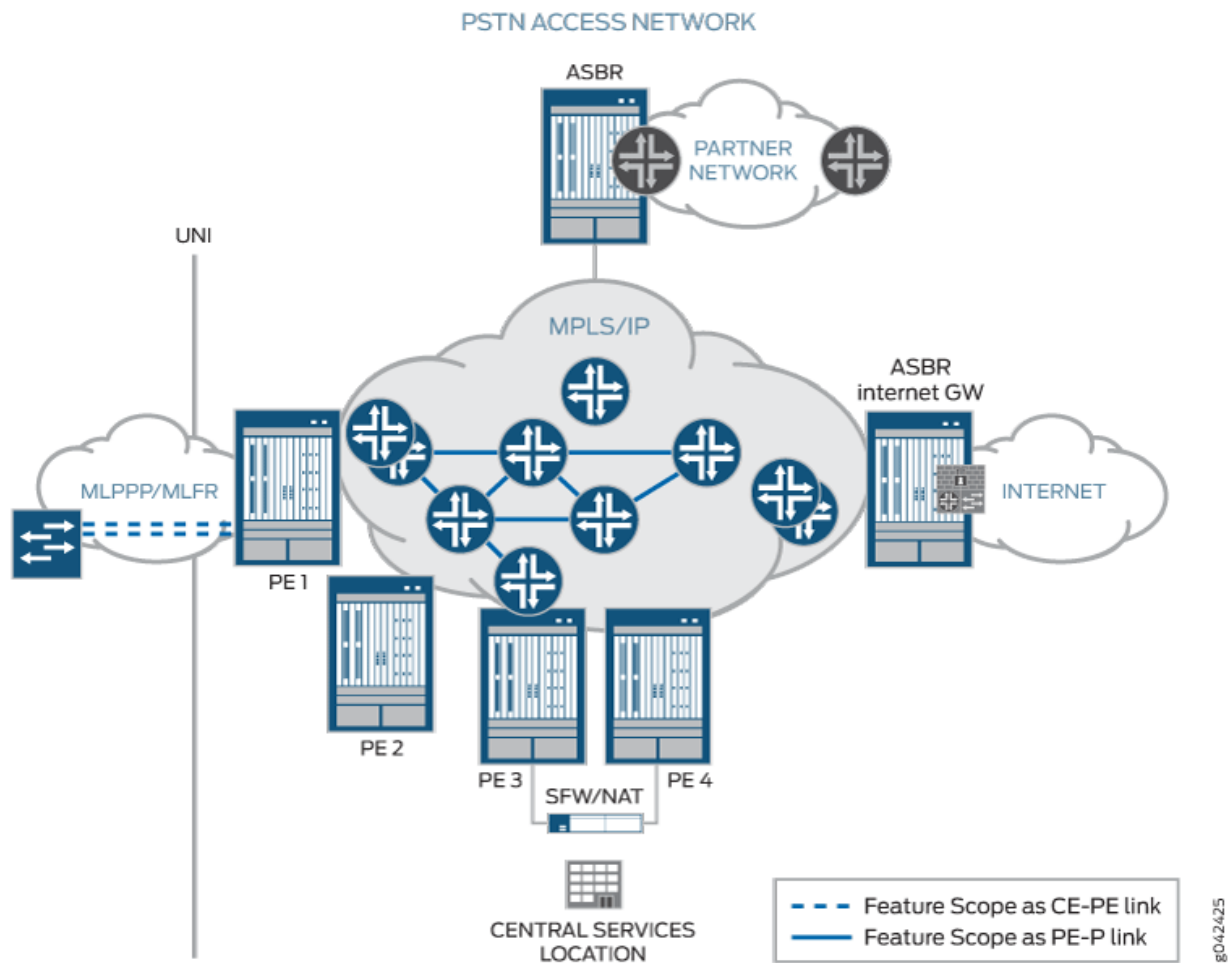 PSTN ACCESS NETWORK
ASBR
PARTNER
NETWORK
UNI
MPLS/IP
ASBR
internet GW
MLPPP/MLFR
INTERNET
PE 1
PE 2
PE 3
PE 4
SFW/NAT
CENTRAL SERVICES
LOCATION
Feature Scope as CE-PE link
Feature Scope as PE-P link
g042425